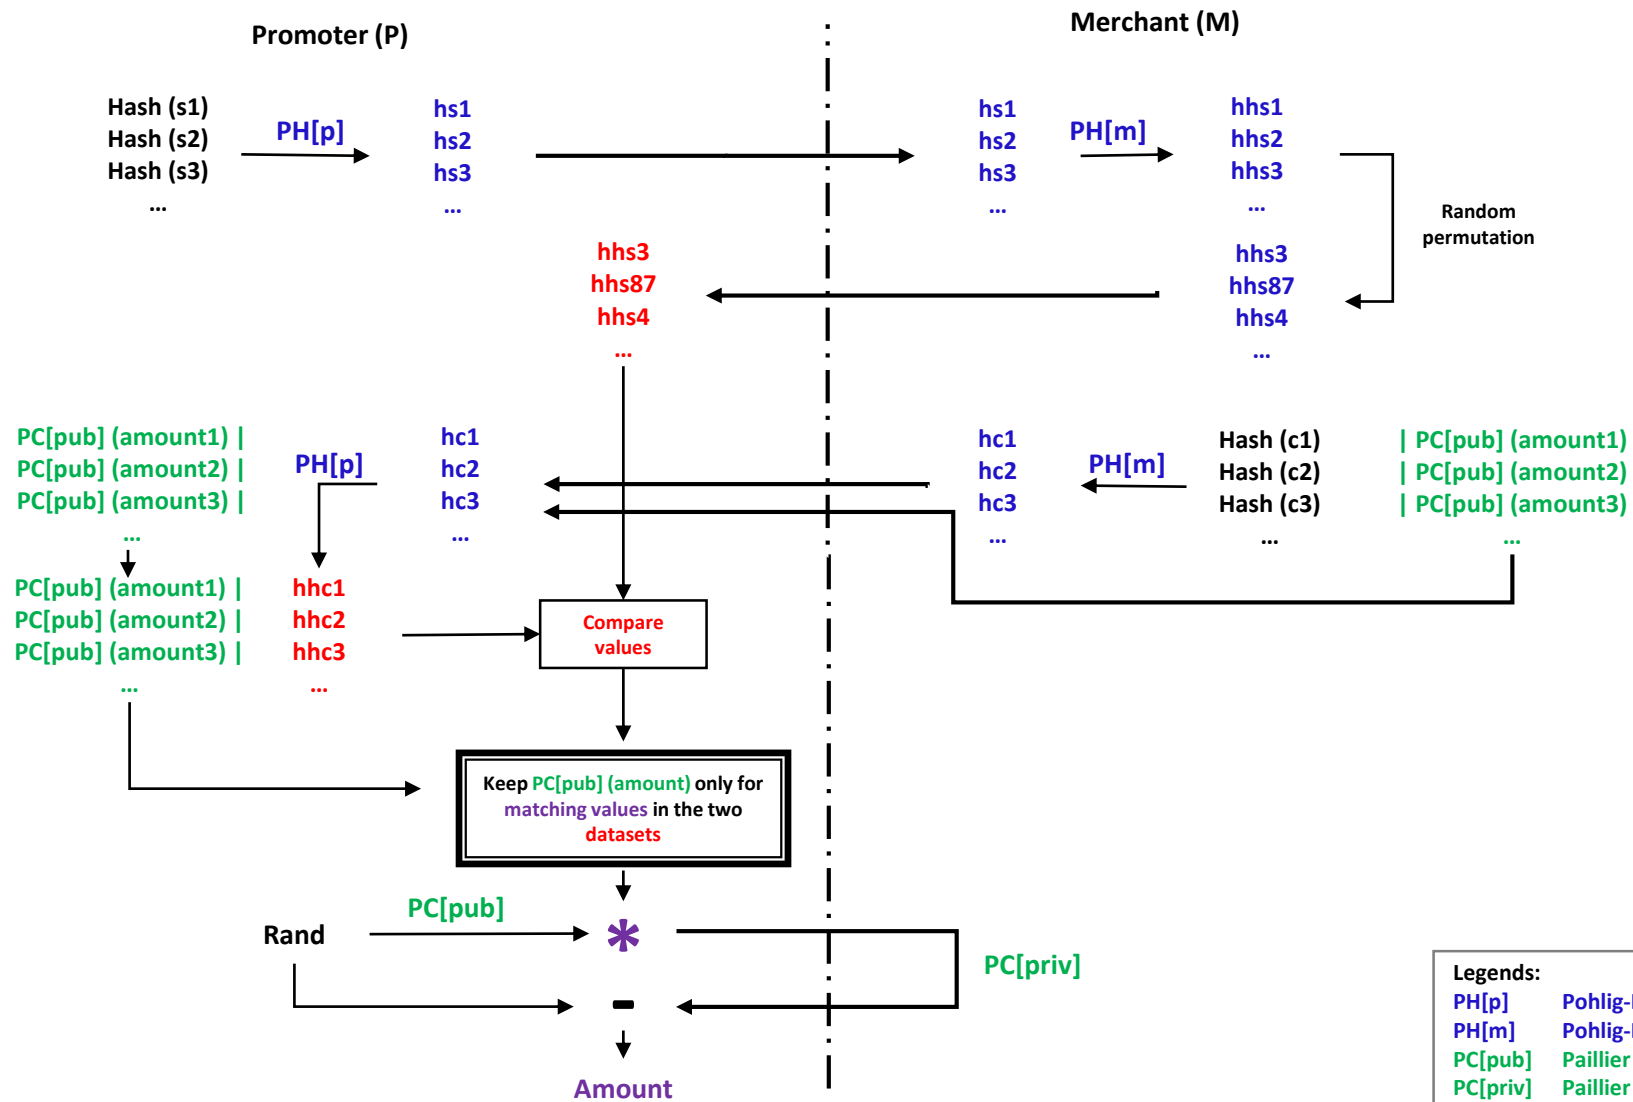 Promoter (P)
Merchant (M)
Hash (s1)
Hash (s2)
Hash (s3)
...
PH[p]
hs1
hs2
hs3
...
hs1
hs2
hs3
...
PH[m]
hhs1
hhs2
hhs3
...
Random
permutation
hhs3
hhs87
hhs4
...
hhs3
hhs87
hhs4
...
PC[pub] (amount1) |
PC[pub] (amount2) |
PC[pub] (amount3) |
...
PH[p]
hc1
hc2
hc3
...
hc1
hc2
hc3
...
PH[m]
Hash (c1)
Hash (c2)
Hash (c3)
...
| PC[pub] (amount1)
| PC[pub] (amount2)
| PC[pub] (amount3)
...
PC[pub] (amount1) |
PC[pub] (amount2) |
PC[pub] (amount3) |
...
hhc1
hhc2
hhc3
...
Compare
values
Keep PC[pub] (amount) only for
matching values in the two
datasets
Rand
PC[pub]
*
PC[priv]
-
Amount
Legends:
PH[p] Pohlig-
PH[m] Pohlig-
PC[pub] Paillier
PC[priv] Paillier